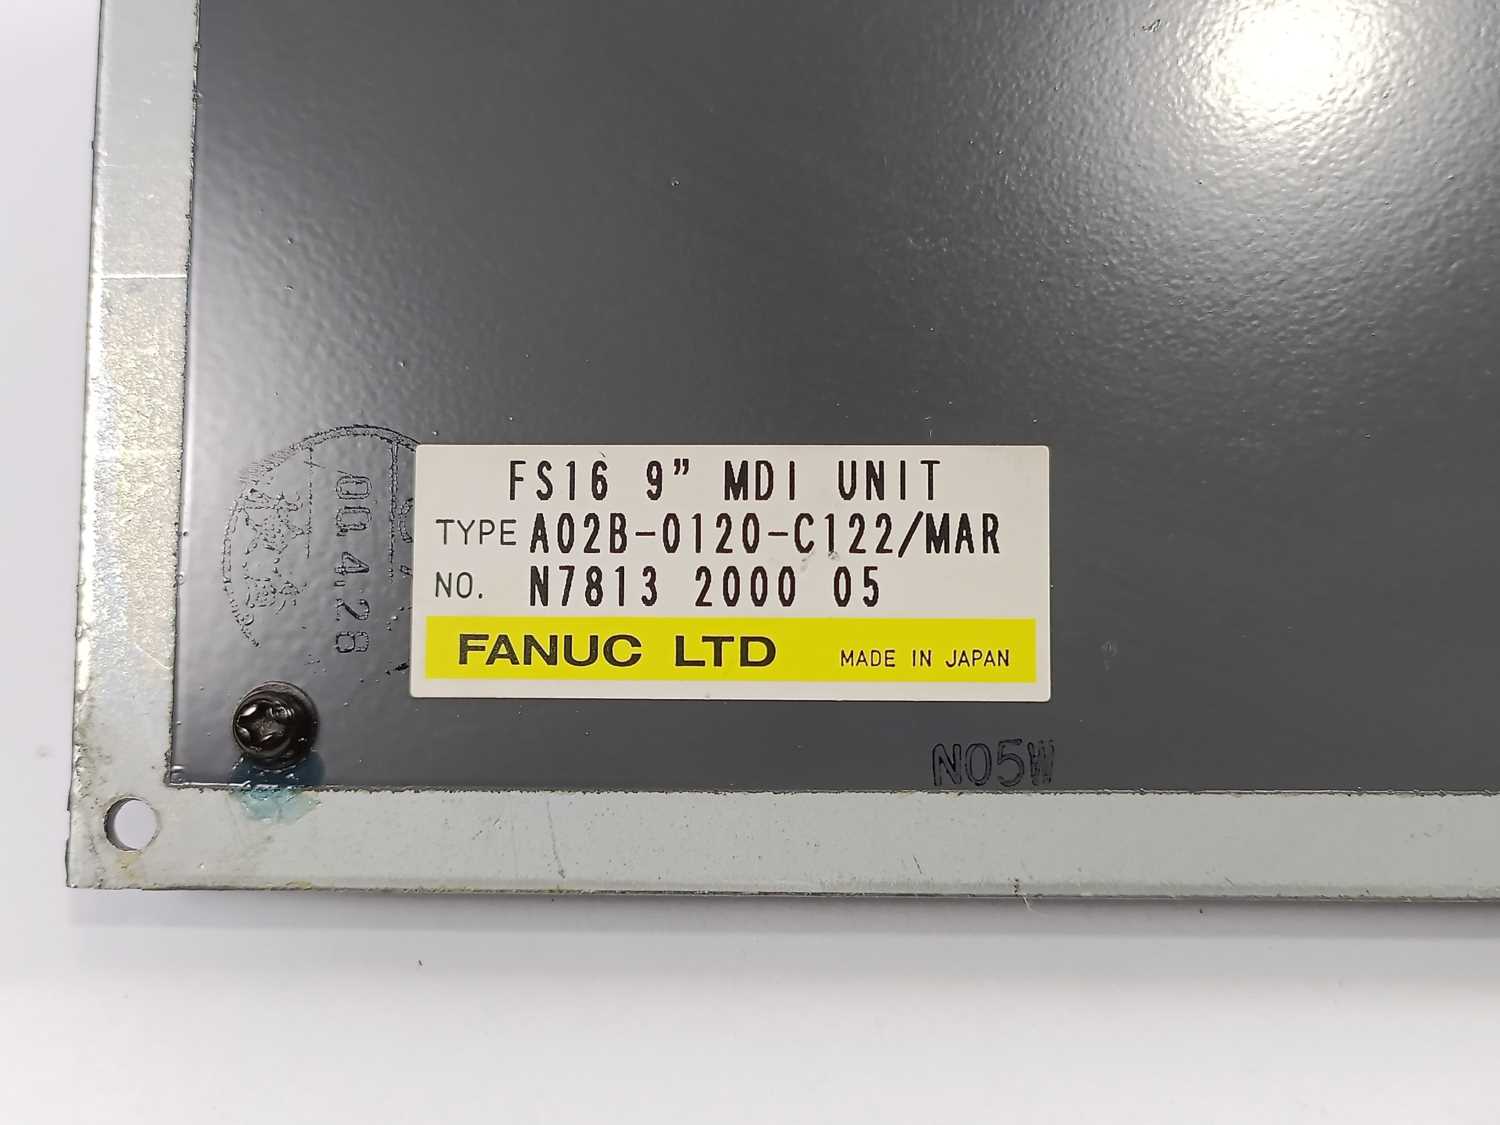 FS16 9” MDI UNIT
TYPE A02B-0120-C122/MAR
NO. N7813 2000 05
FANUC LTD MADE IN JAPAN
'00.4.28
N05W